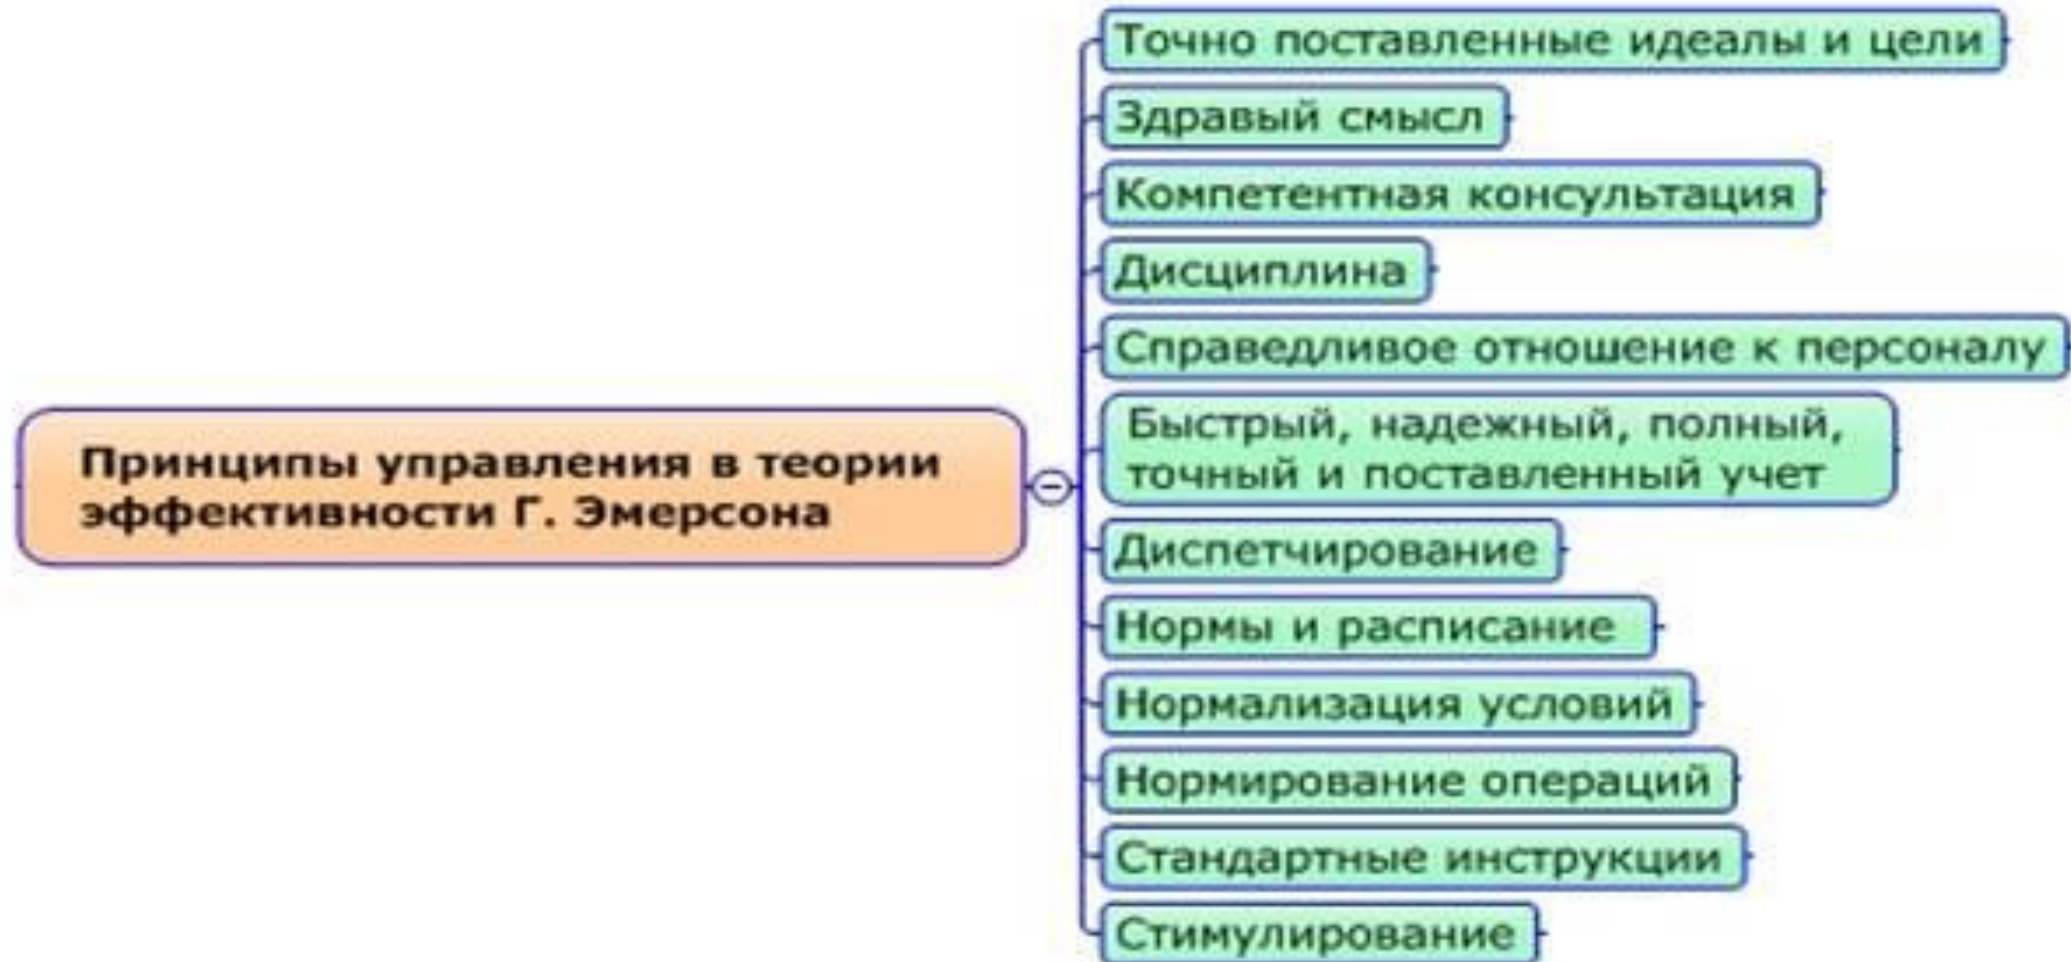 Принципы управления в теории
эффективности Г. Эмерсона
Точно поставленные идеалы и цели
Здравый смысл
Компетентная консультация
Дисциплина
Справедливое отношение к персоналу
Быстрый, надежный, полный,
точный и поставленный учет
Диспетчирование
Нормы и расписание
Нормализация условий
Нормирование операций
Стандартные инструкции
Стимулирование